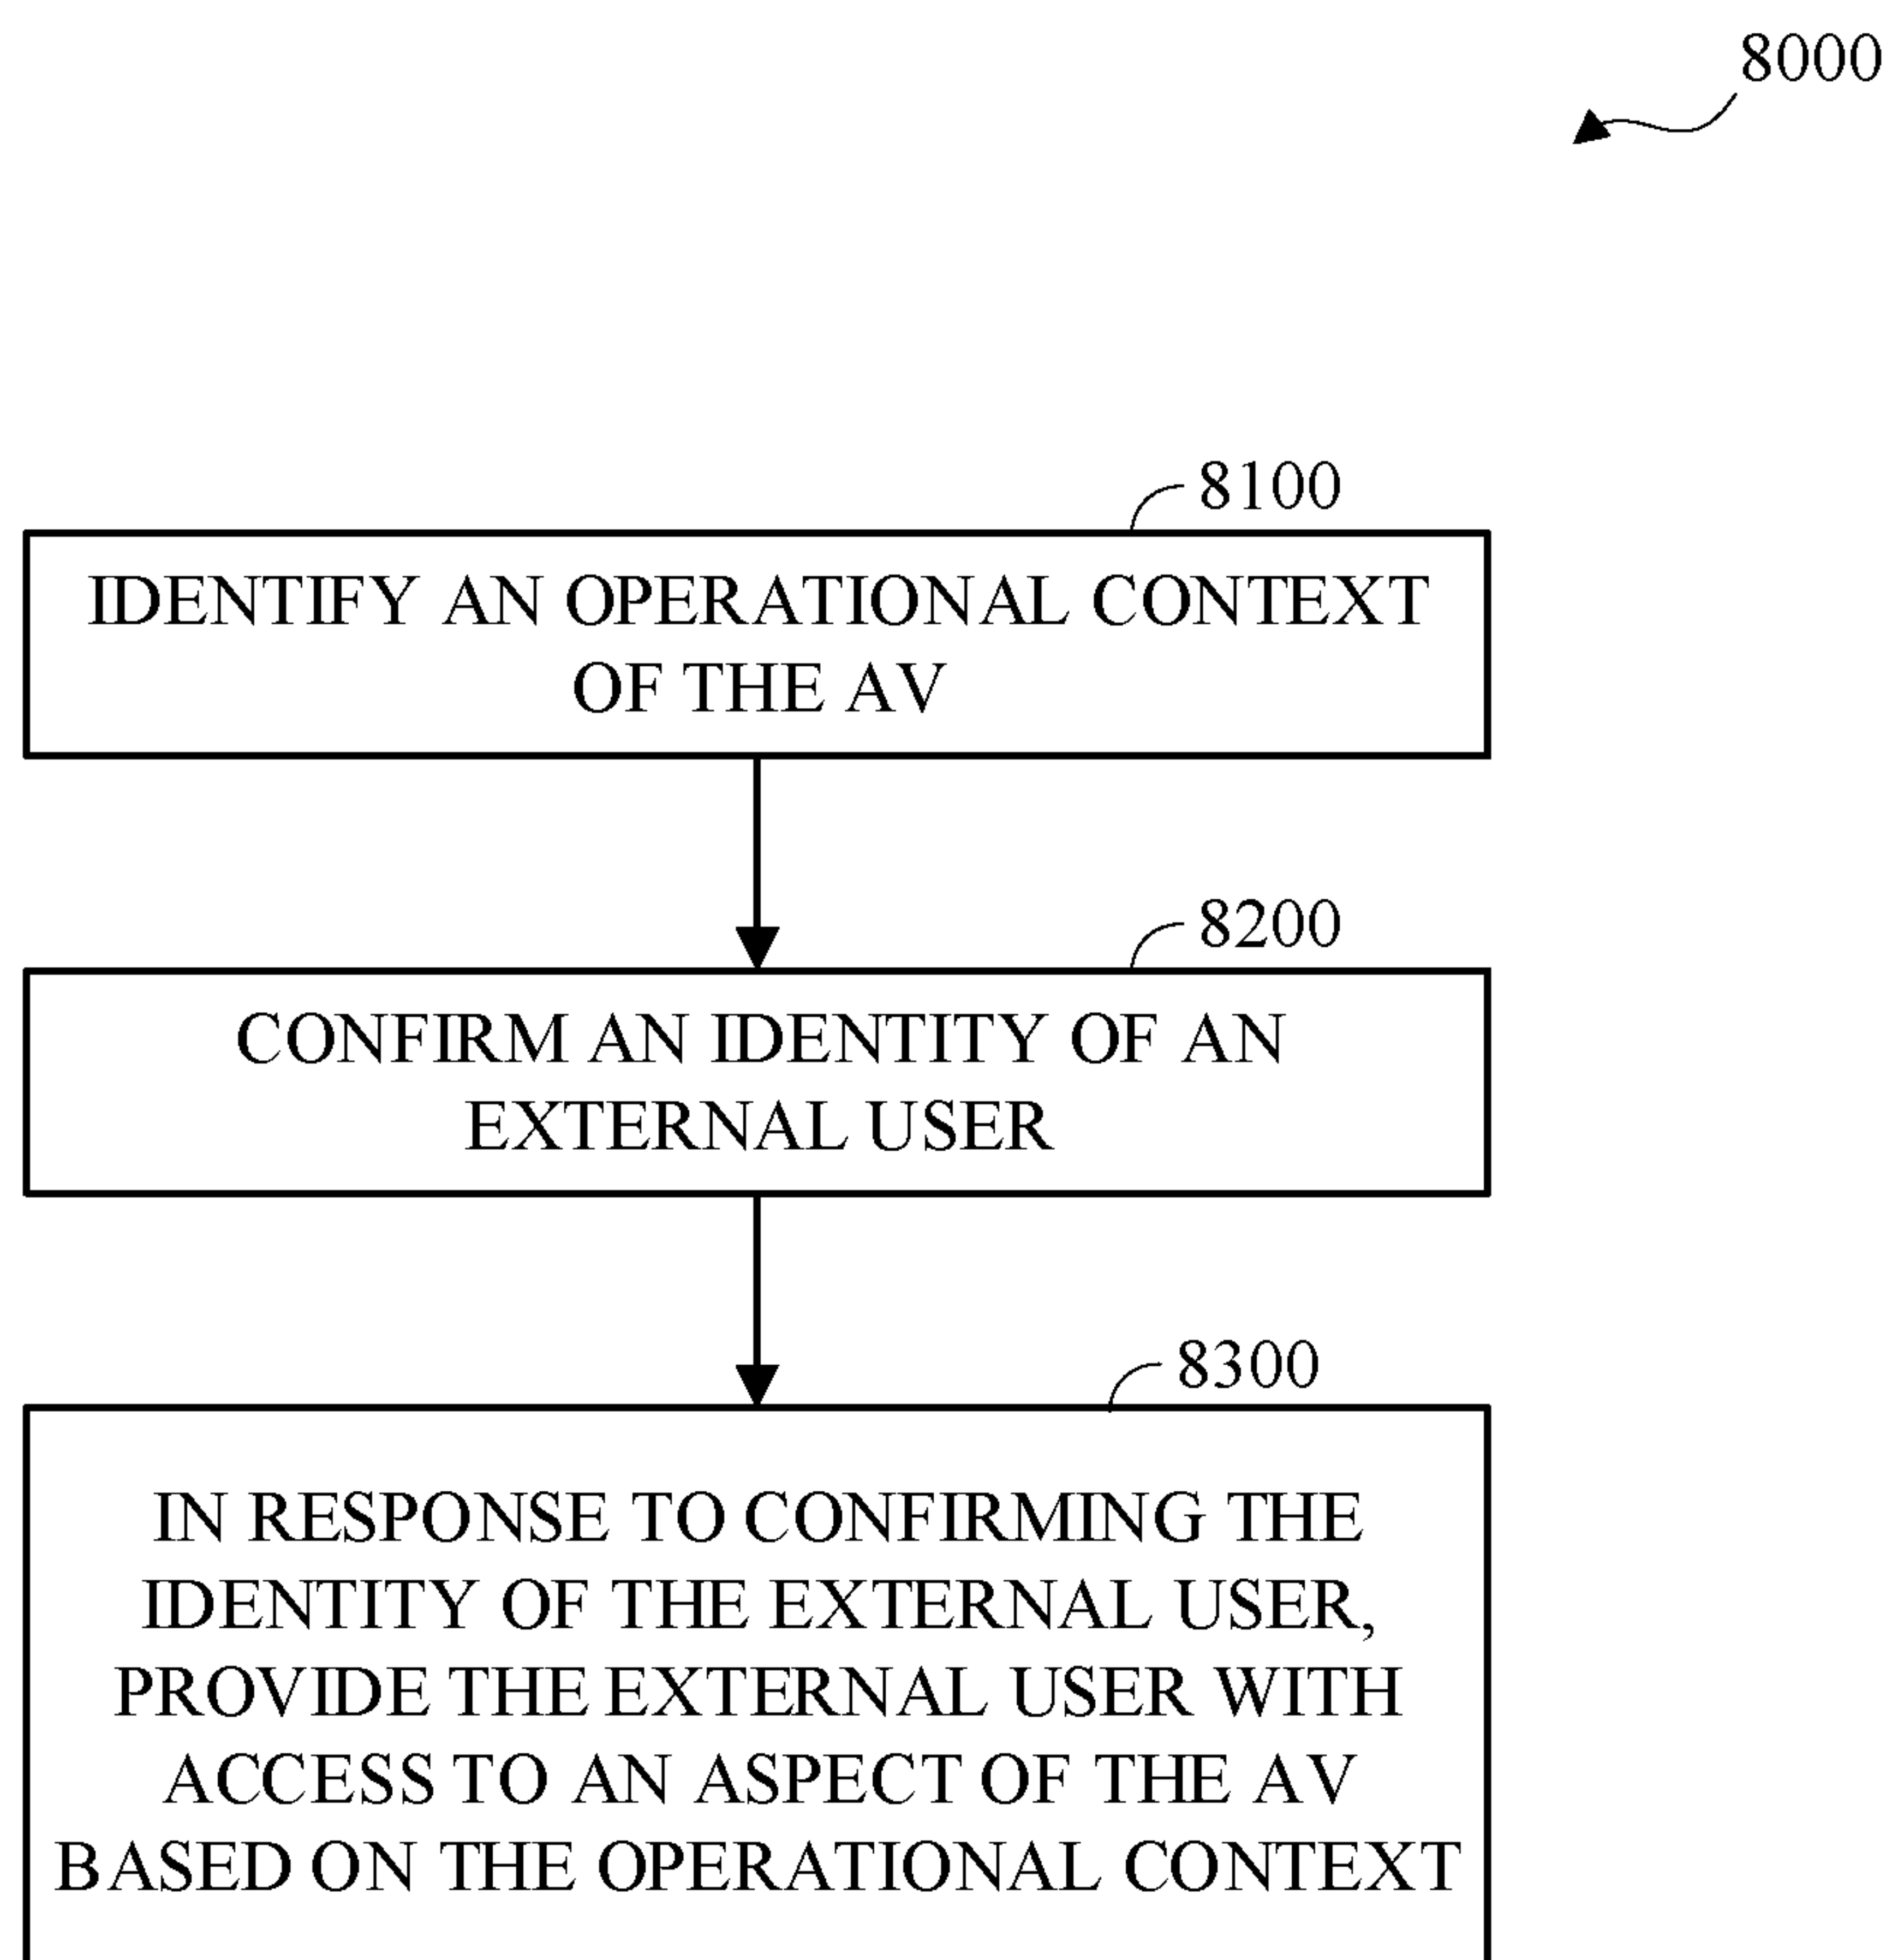 8000
8100
IDENTIFY AN OPERATIONAL CONTEXT
OF THE AV
8200
CONFIRM AN IDENTITY OF AN
EXTERNAL USER
8300
IN RESPONSE TO CONFIRMING THE
IDENTITY OF THE EXTERNAL USER,
PROVIDE THE EXTERNAL USER WITH
ACCESS TO AN ASPECT OF THE AV
BASED ON THE OPERATIONAL CONTEXT